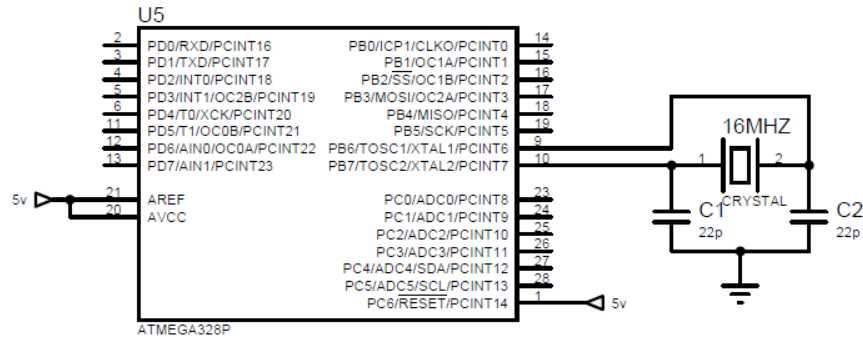 U5
2 PD0/RXD/PCINT16 PB0/ICP1/CLKO/PCINT0 14
3 PD1/TXD/PCINT17 PB1/OC1A/PCINT1 15
4 PD2/INT0/PCINT18 PB2/SS/OC1B/PCINT2 16
5 PD3/INT1/OC2B/PCINT19 PB3/MOSI/OC2A/PCINT3 17
6 PD4/T0/XCK/PCINT20 PB4/MISO/PCINT4 18
11 PD5/T1/OC0B/PCINT21 PB5/SCK/PCINT5 19
12 PD6/AIN0/OC0A/PCINT22 PB6/TOSC1/XTAL1/PCINT6 9
13 PD7/AIN1/PCINT23 PB7/TOSC2/XTAL2/PCINT7 10
16MHZ
1 2
CRYSTAL
5v 21 AREF PC0/ADC0/PCINT8 23
20 AVCC PC1/ADC1/PCINT9 24
PC2/ADC2/PCINT10 25
PC3/ADC3/PCINT11 26
PC4/ADC4/SDA/PCINT12 27
PC5/ADC5/SCL/PCINT13 28
PC6/RESET/PCINT14 1 5v
C1
22p
C2
22p
ATMEGA328P